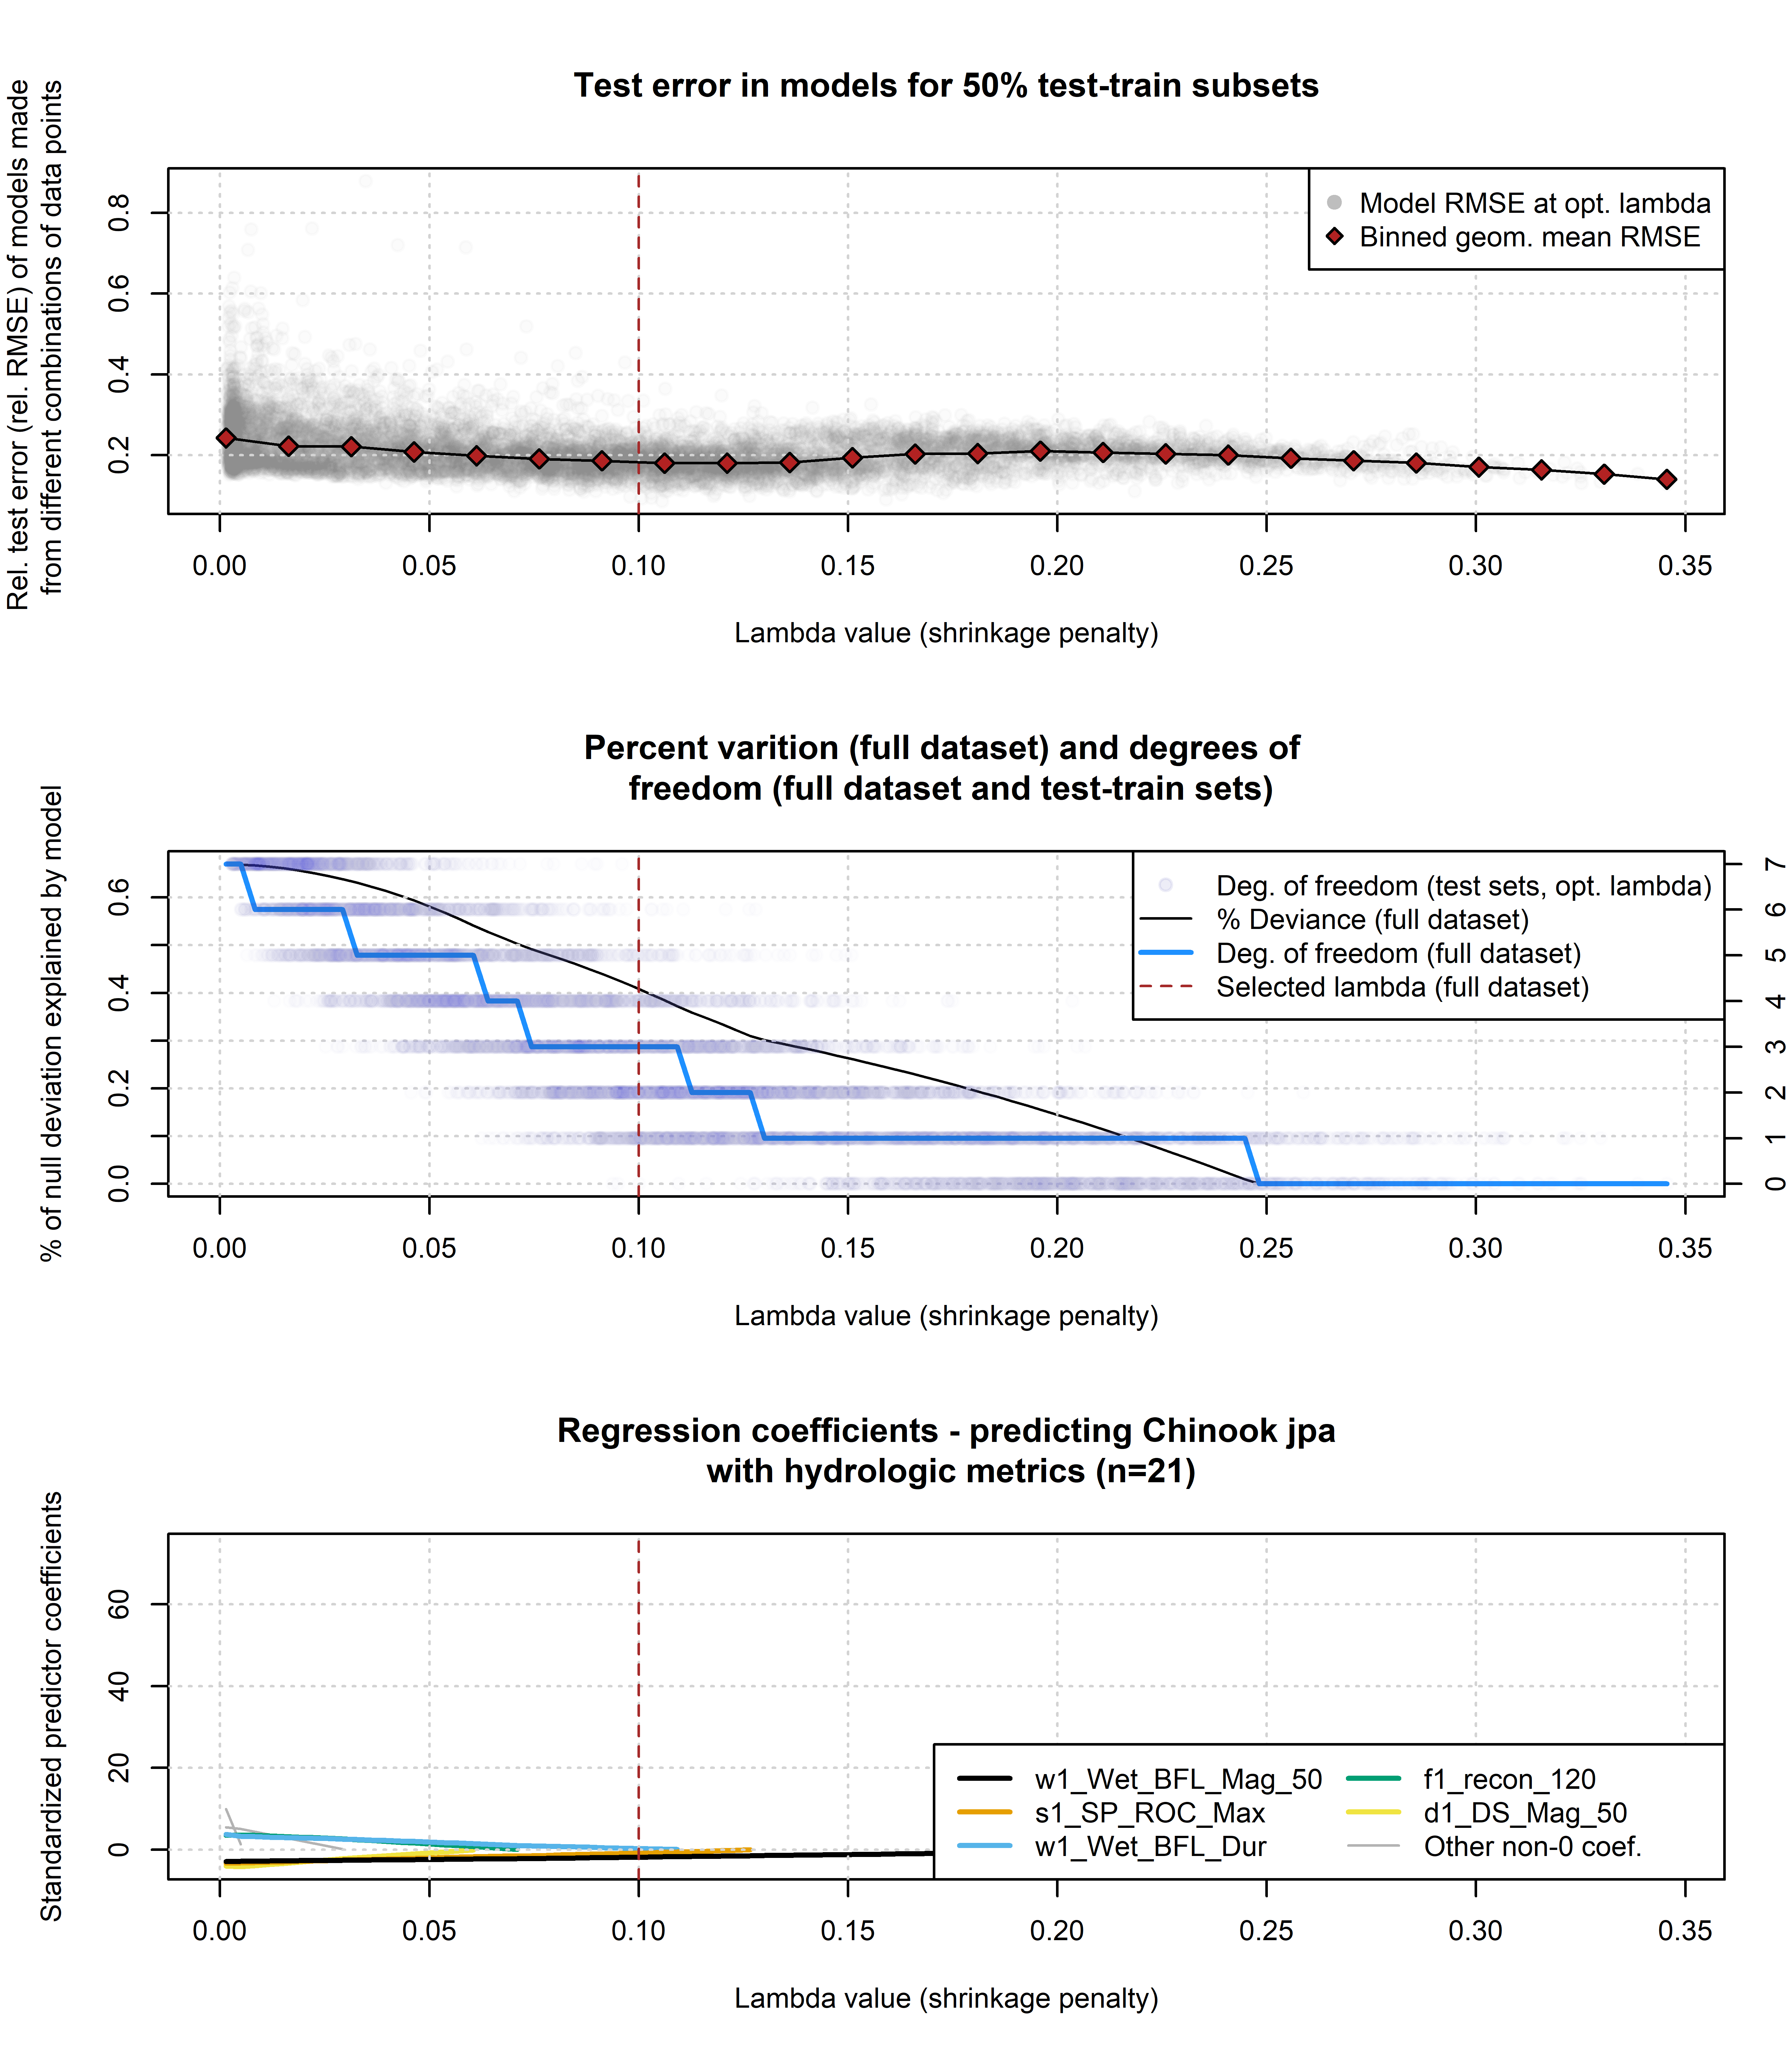 Test error in models for 50% test-train subsets
Rel. test error (rel. RMSE) of models made
from different combinations of data points
0.8
0.6
0.4
0.2
Model RMSE at opt. lambda
Binned geom. mean RMSE
0.00 0.05 0.10 0.15 0.20 0.25 0.30 0.35
Lambda value (shrinkage penalty)
Percent varition (full dataset) and degrees of
freedom (full dataset and test-train sets)
% of null deviation explained by model
0.6
0.4
0.2
0.0
Deg. of freedom (test sets, opt. lambda)
% Deviance (full dataset)
Deg. of freedom (full dataset)
Selected lambda (full dataset)
7
6
5
4
3
2
1
0
0.00 0.05 0.10 0.15 0.20 0.25 0.30 0.35
Lambda value (shrinkage penalty)
Regression coefficients - predicting Chinook jpa
with hydrologic metrics (n=21)
Standardized predictor coefficients
60
40
20
0
w1_Wet_BFL_Mag_50
s1_SP_ROC_Max
w1_Wet_BFL_Dur
f1_recon_120
d1_DS_Mag_50
Other non-0 coef.
0.00 0.05 0.10 0.15 0.20 0.25 0.30 0.35
Lambda value (shrinkage penalty)